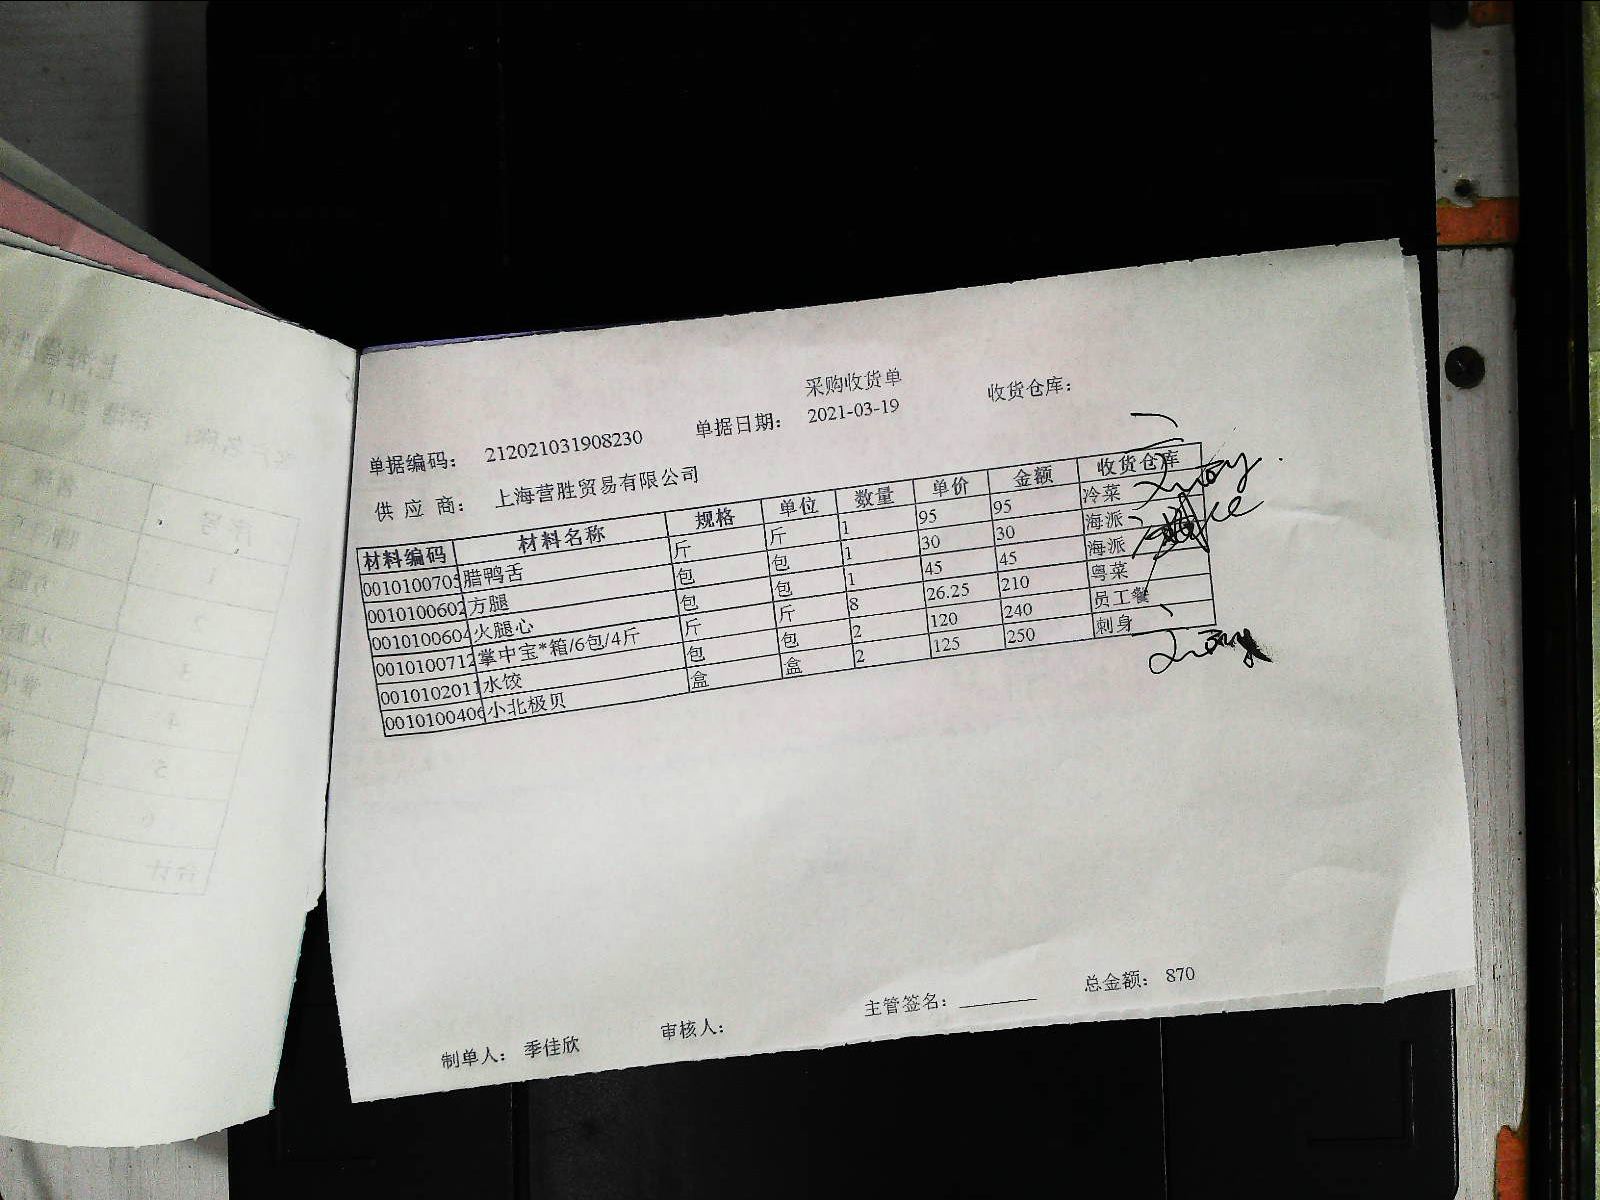 采购收货单
单据编码： 212021031908230 单据日期： 2021-03-19 收货仓库：
供 应 商： 上海营胜贸易有限公司
材料编码 材料名称 规格 单位 数量 单价 金额 收货仓库
0010100705 腊鸭舌 斤 斤 1 95 95 冷菜
0010100602 方腿 包 包 1 30 30 海派
0010100604 火腿心 包 包 1 45 45 海派
0010100712 掌中宝*箱/6包/4斤 斤 斤 8 26.25 210 粤菜
0010102011 水饺 包 包 2 120 240 员工餐
0010100406 小北极贝 盒 盒 2 125 250 刺身
总金额： 870
制单人： 季佳欣 审核人： 主管签名：